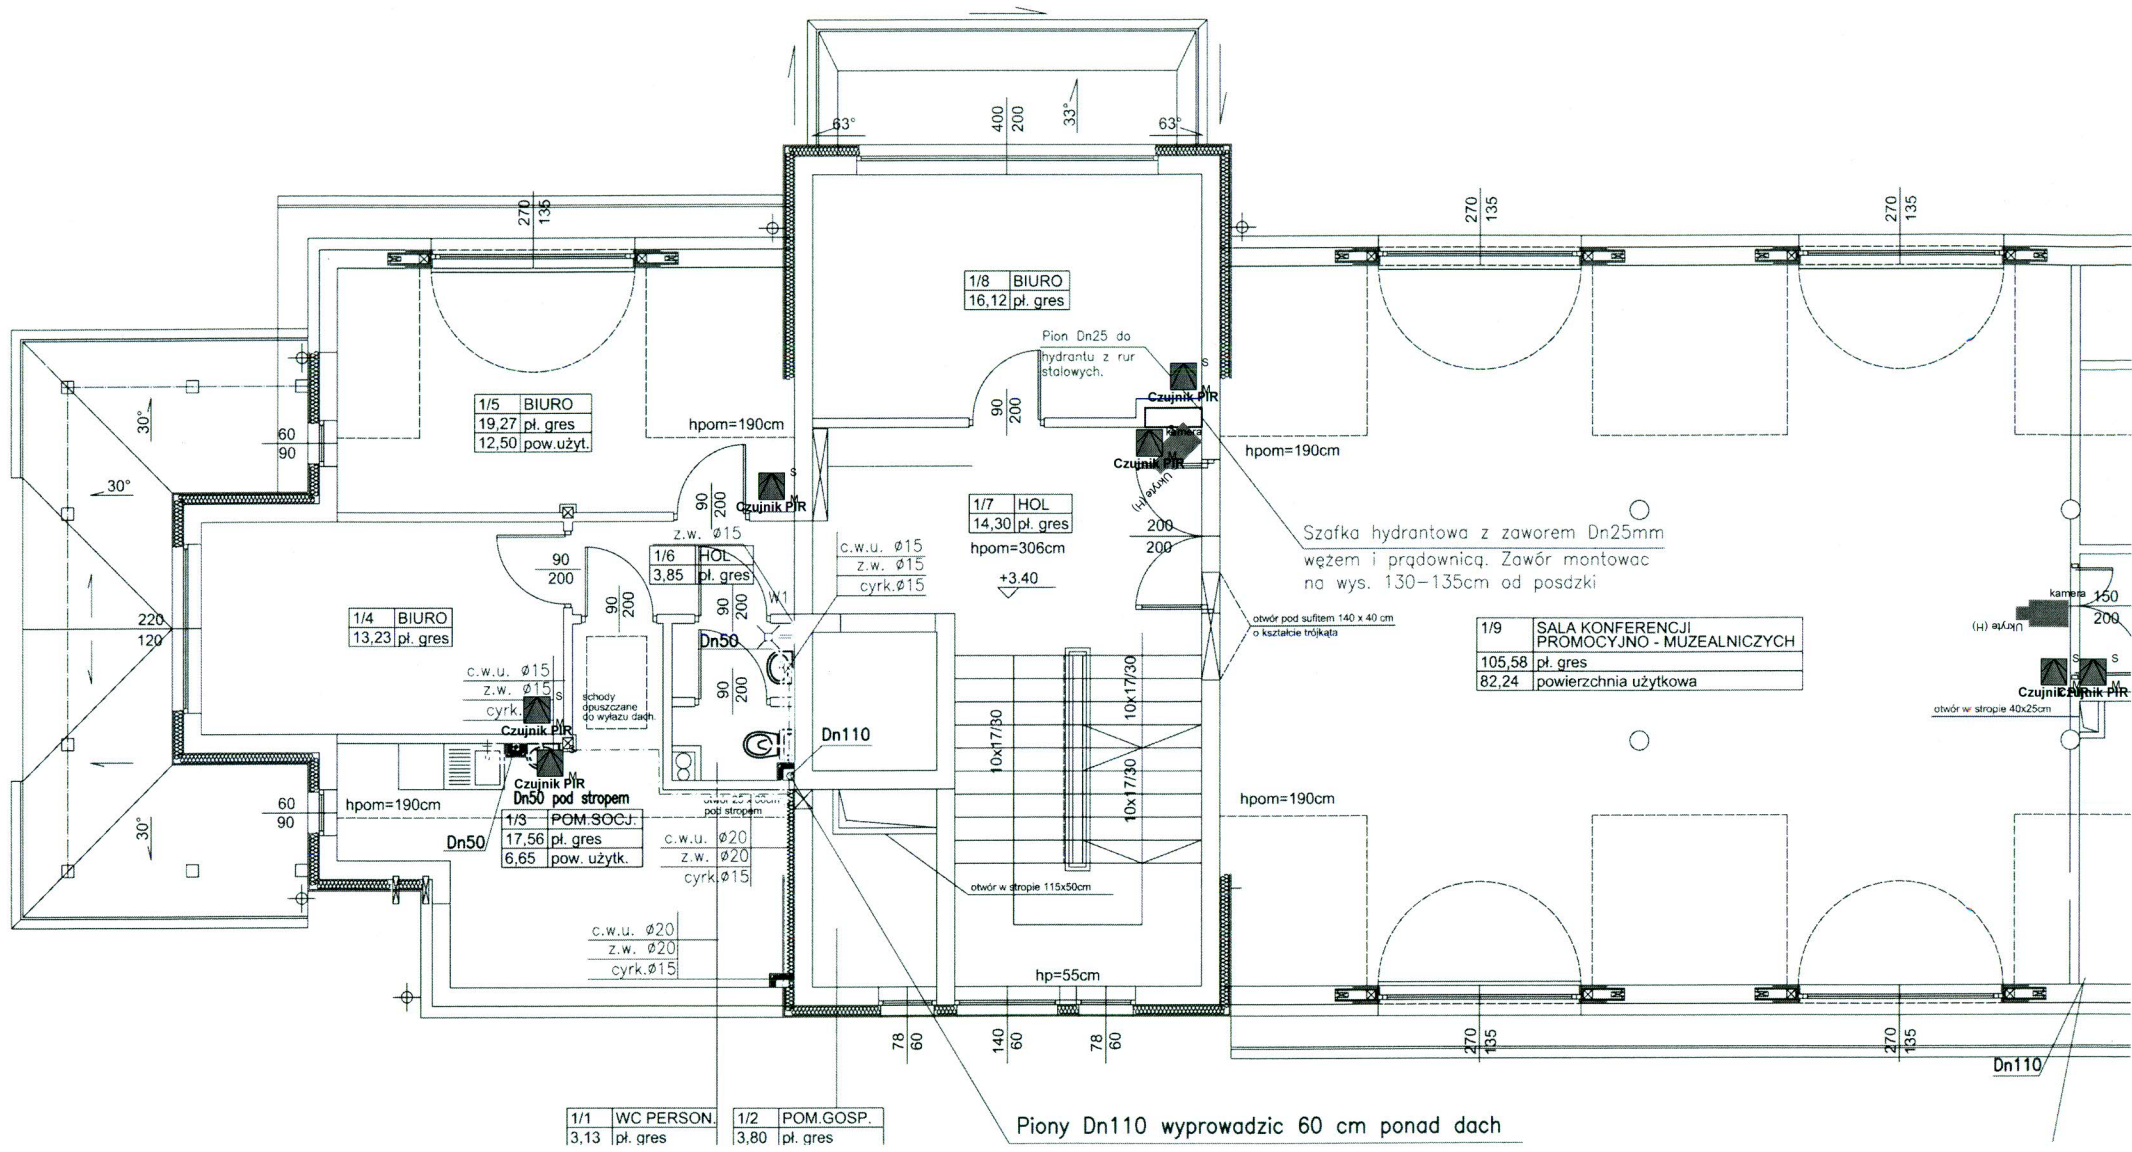 63°
400
200
33°
63°
270
135
270
135
270
135
1/8 BIURO
16,12 pł. gres
Pion Dn25 do
hydrantu z rur
stalowych.
S
M
Czujnik PIR
90
200
1/5 BIURO
19,27 pł. gres
12,50 pow.użyt.
hpom=190cm
30°
60
90
30°
S
M
Czujnik PIR
90
200
S
kamera
M
Czujnik PIR
Ukryte (H)
hpom=190cm
1/7 HOL
14,30 pł. gres
hpom=306cm
+3.40
200
200
Szafka hydrantowa z zaworem Dn25mm
wężem i prądownicą. Zawór montowac
na wys. 130-135cm od posdzki
z.w. ø15
1/6 HOL
3,85 pł. gres
c.w.u. ø15
z.w. ø15
cyrk.ø15
90
200
90
200
90
200
W1
1/4 BIURO
13,23 pł. gres
220
120
Dn50
90
200
otwór pod sufitem 140 x 40 cm
o kształcie trójkąta
1/9 SALA KONFERENCJI
PROMOCYJNO - MUZEALNICZYCH
105,58 pł. gres
82,24 powierzchnia użytkowa
kamera
Ukryte (H)
150
200
S
S
M
Czujnik PIR
Czujnik PIR
otwór w stropie 40x25cm
c.w.u. ø15
z.w. ø15
cyrk.
S
M
Czujnik PIR
schody
opuszczane
do wyłazu dach.
10x17/30
10x17/30
10x17/30
Dn110
M
Czujnik PIR
Dn50 pod stropem
pod stropem
60
90
hpom=190cm
30°
Dn50
1/3 POM.SOCJ.
17,56 pł. gres
6,65 pow. użytk.
c.w.u. ø20
z.w. ø20
cyrk.ø15
hpom=190cm
otwór w stropie 115x50cm
c.w.u. ø20
z.w. ø20
cyrk.ø15
hp=55cm
78
60
140
60
78
60
270
135
270
135
Dn110
1/1 WC PERSON.
3,13 pł. gres
1/2 POM.GOSP.
3,80 pł. gres
Piony Dn110 wyprowadzic 60 cm ponad dach